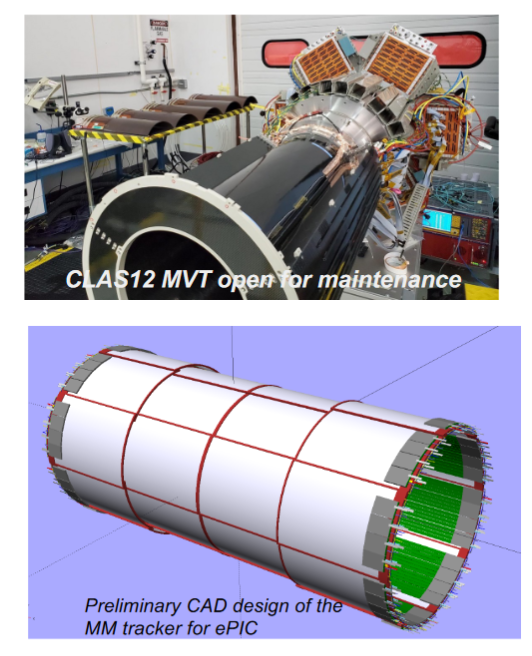 CLAS12 MVT open for maintenance
Preliminary CAD design of the
MM tracker for ePIC